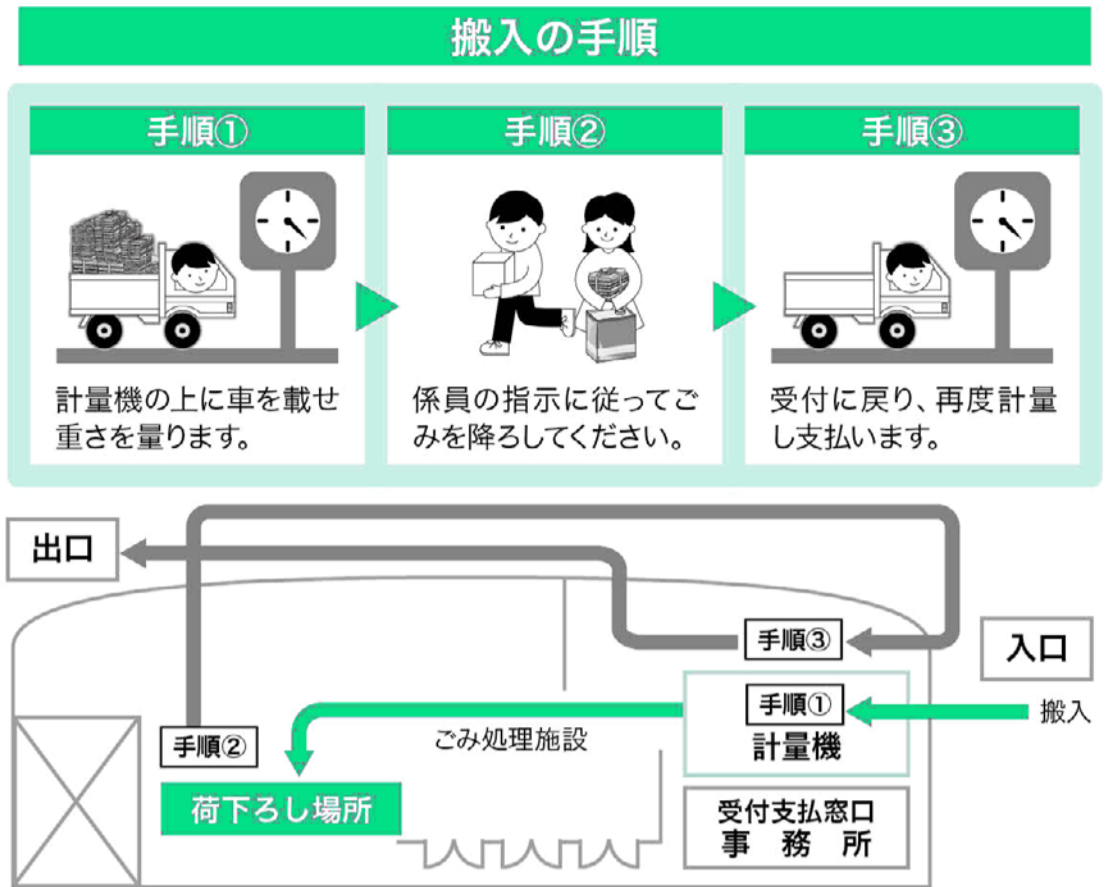 搬入の手順
手順①
計量機の上に車を載せ
重さを量ります。
手順②
係員の指示に従ってご
みを降ろしてください。
手順③
受付に戻り、再度計量
し支払います。
出口
手順③
入口
手順①
搬入
計量機
手順②
ごみ処理施設
荷下ろし場所
受付支払窓口
事 務 所